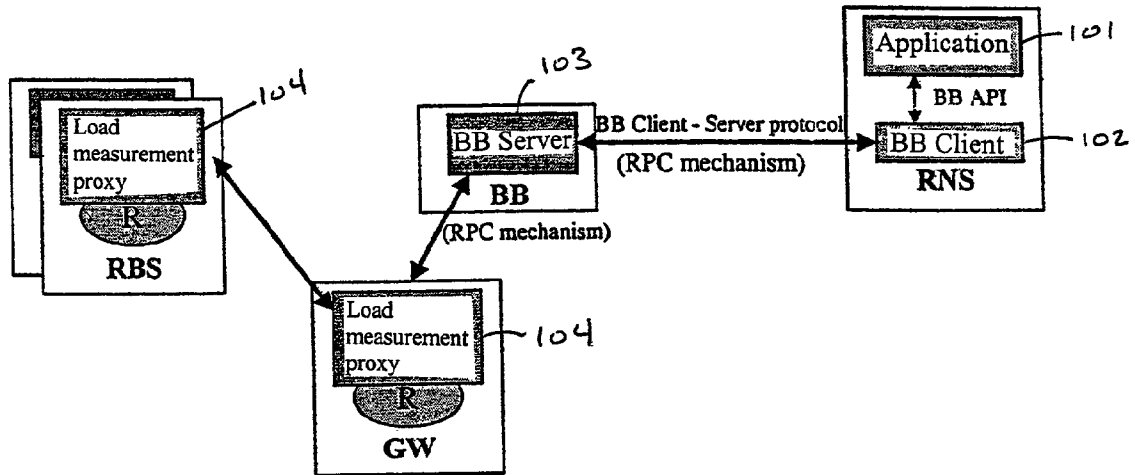 Application
101
BB API
BB Client
102
RNS
103
BB Server
BB
BB Client - Server protocol
(RPC mechanism)
(RPC mechanism)
104
Load
measurement
proxy
R
RBS
Load
measurement
proxy
104
R
GW